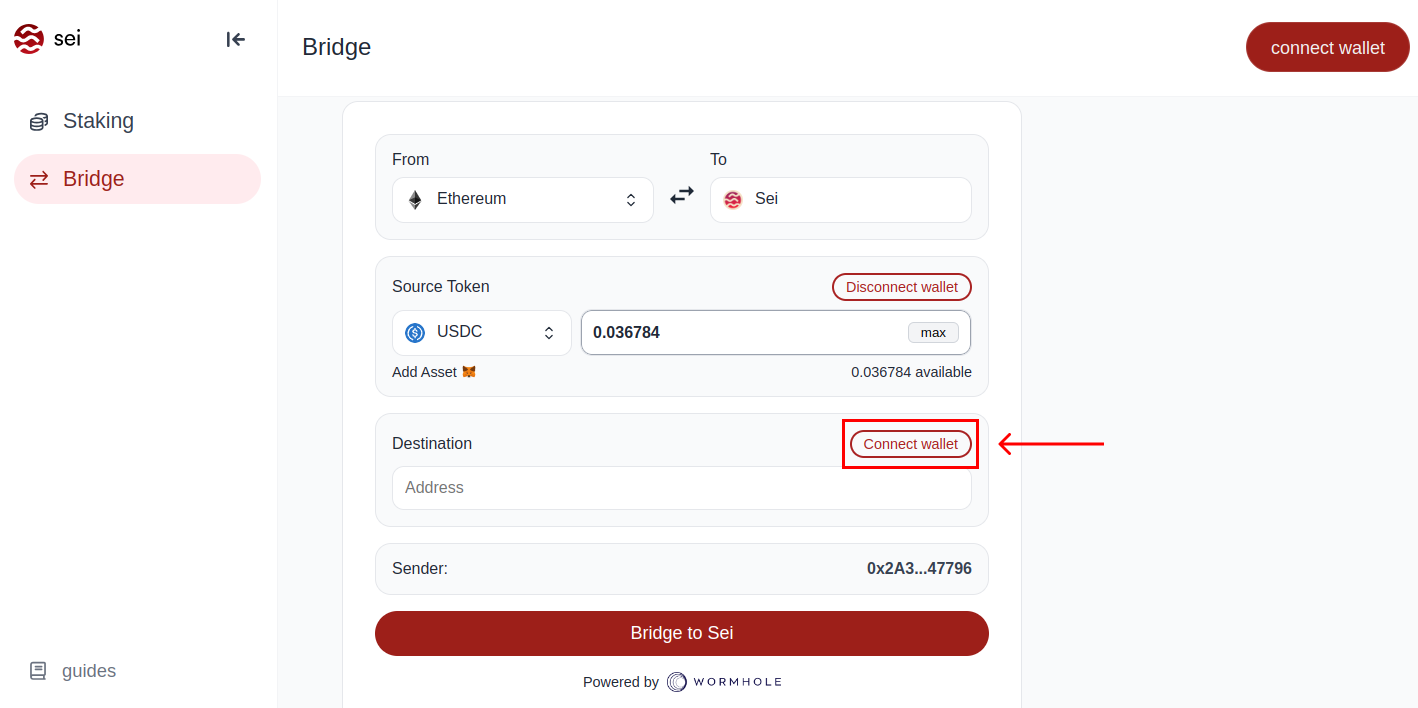 sei
Bridge
connect wallet
Staking
Bridge
From
To
Ethereum
Sei
Source Token
Disconnect wallet
USDC
0.036784
max
Add Asset
0.036784 available
Destination
Connect wallet
Address
Sender:
0x2A3...47796
Bridge to Sei
guides
Powered by WORMHOLE